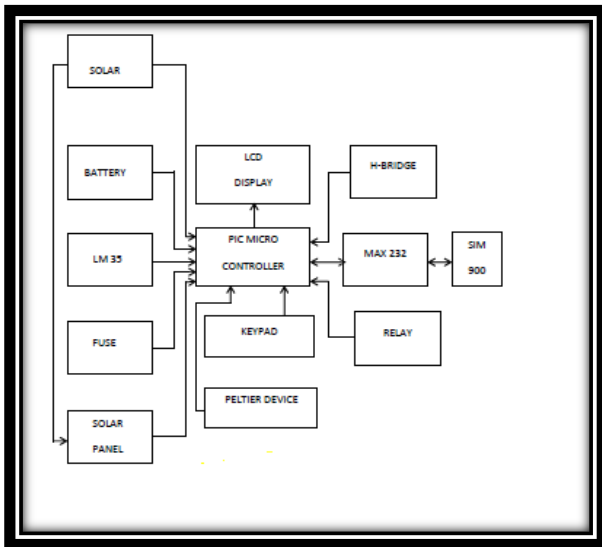 SOLAR
BATTERY
LM 35
FUSE
SOLAR
PANEL
LCD
DISPLAY
PIC MICRO
CONTROLLER
KEYPAD
PELTIER DEVICE
H-BRIDGE
MAX 232
RELAY
SIM
900